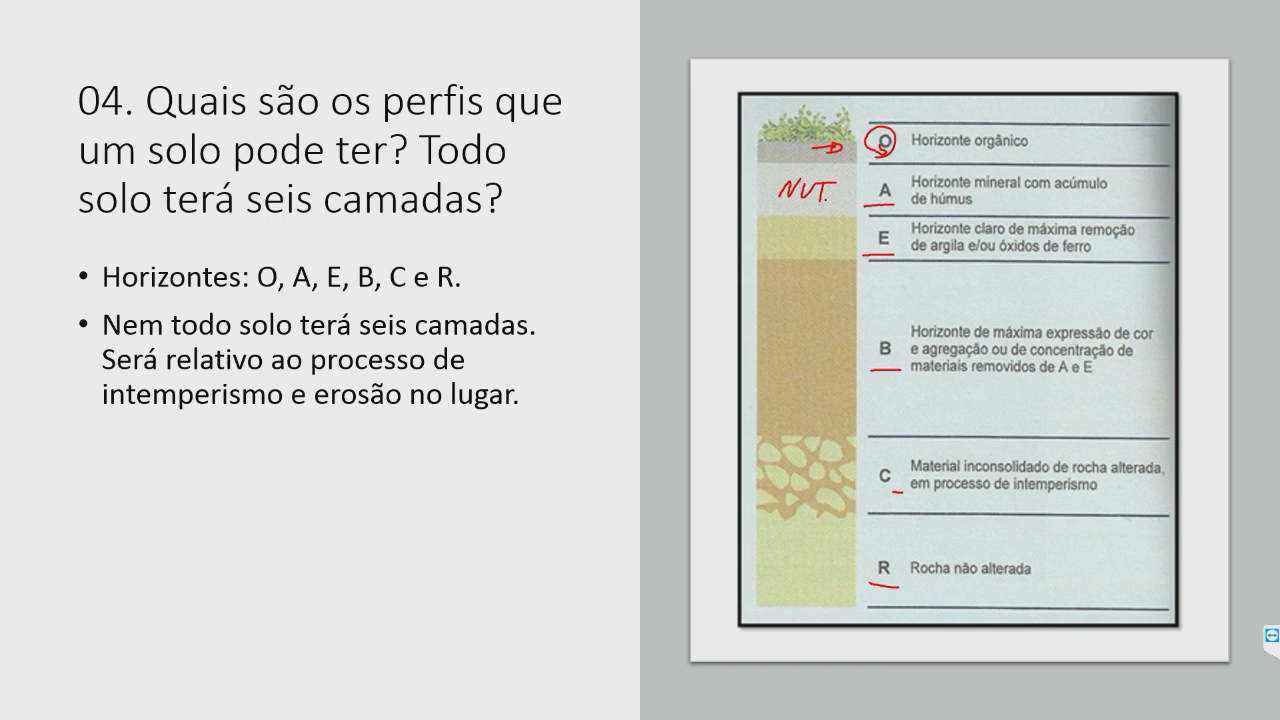 04. Quais são os perfis que
um solo pode ter? Todo
solo terá seis camadas?
• Horizontes: O, A, E, B, C e R.
• Nem todo solo terá seis camadas.
Será relativo ao processo de
intemperismo e erosão no lugar.
O Horizonte orgânico
NUT.
A Horizonte mineral com acúmulo
de húmus
E Horizonte claro de máxima remoção
de argila e/ou óxidos de ferro
B Horizonte de máxima expressão de cor
e agregação ou de concentração de
materiais removidos de A e E
C Material inconsolidado de rocha alterada,
em processo de intemperismo
R Rocha não alterada